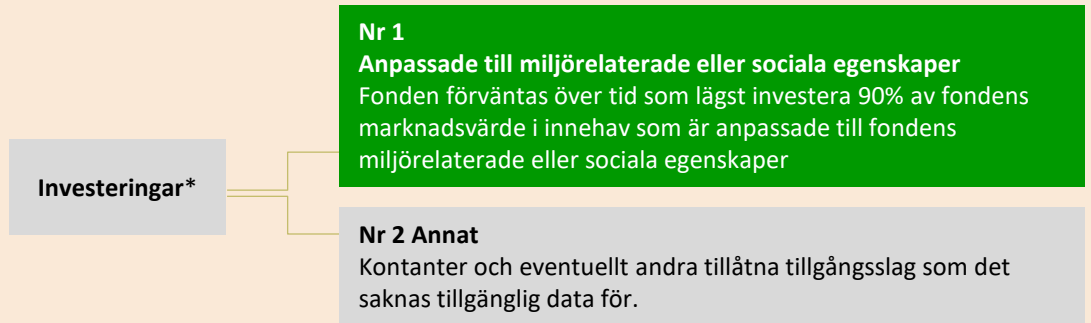 Nr 1
Anpassade till miljörelaterade eller sociala egenskaper
Fonden förväntas över tid som lägst investera 90% av fondens
marknadsvärde i innehav som är anpassade till fondens
miljörelaterade eller sociala egenskaper
Investeringar*
Nr 2 Annat
Kontanter och eventuellt andra tillåtna tillgångsslag som det
saknas tillgänglig data för.